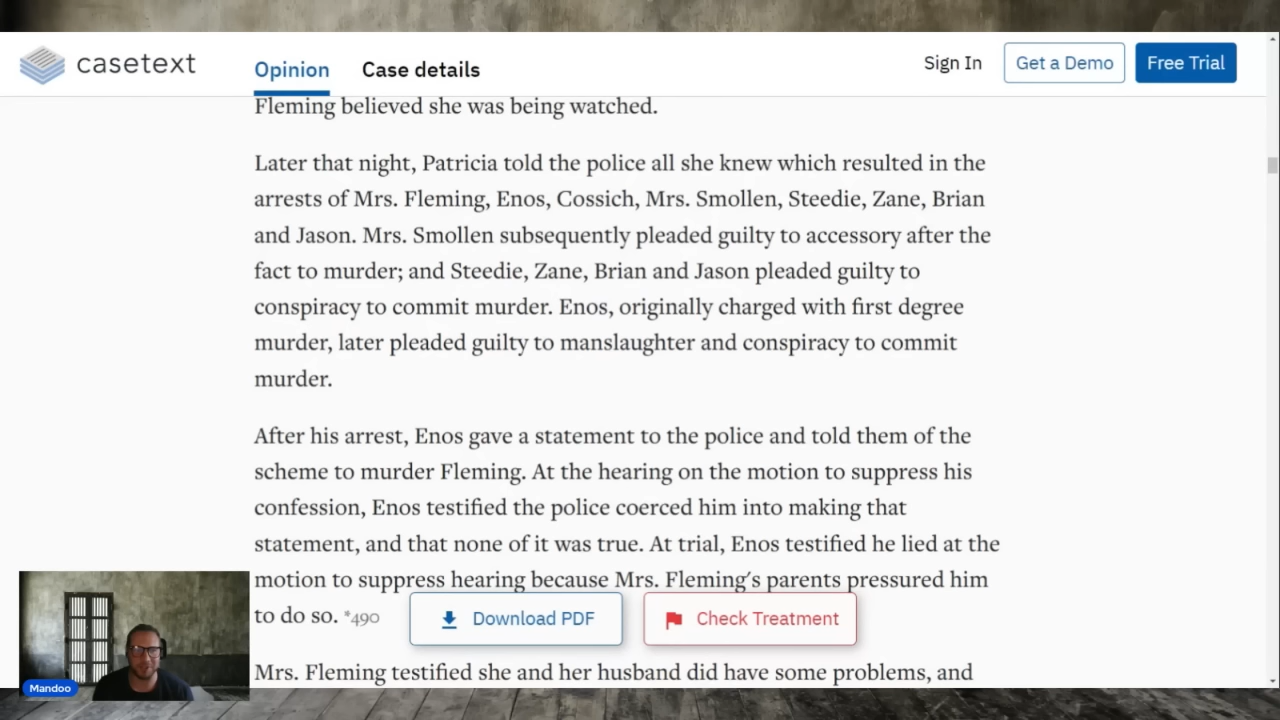 casetext
Opinion
Case details
Sign In
Get a Demo
Free Trial
Fleming believed she was being watched.
Later that night, Patricia told the police all she knew which resulted in the
arrests of Mrs. Fleming, Enos, Cossich, Mrs. Smollen, Steedie, Zane, Brian
and Jason. Mrs. Smollen subsequently pleaded guilty to accessory after the
fact to murder; and Steedie, Zane, Brian and Jason pleaded guilty to
conspiracy to commit murder. Enos, originally charged with first degree
murder, later pleaded guilty to manslaughter and conspiracy to commit
murder.
After his arrest, Enos gave a statement to the police and told them of the
scheme to murder Fleming. At the hearing on the motion to suppress his
confession, Enos testified the police coerced him into making that
statement, and that none of it was true. At trial, Enos testified he lied at the
motion to suppress hearing because Mrs. Fleming's parents pressured him
to do so. *490
Download PDF
Check Treatment
Mrs. Fleming testified she and her husband did have some problems, and
Mandoo